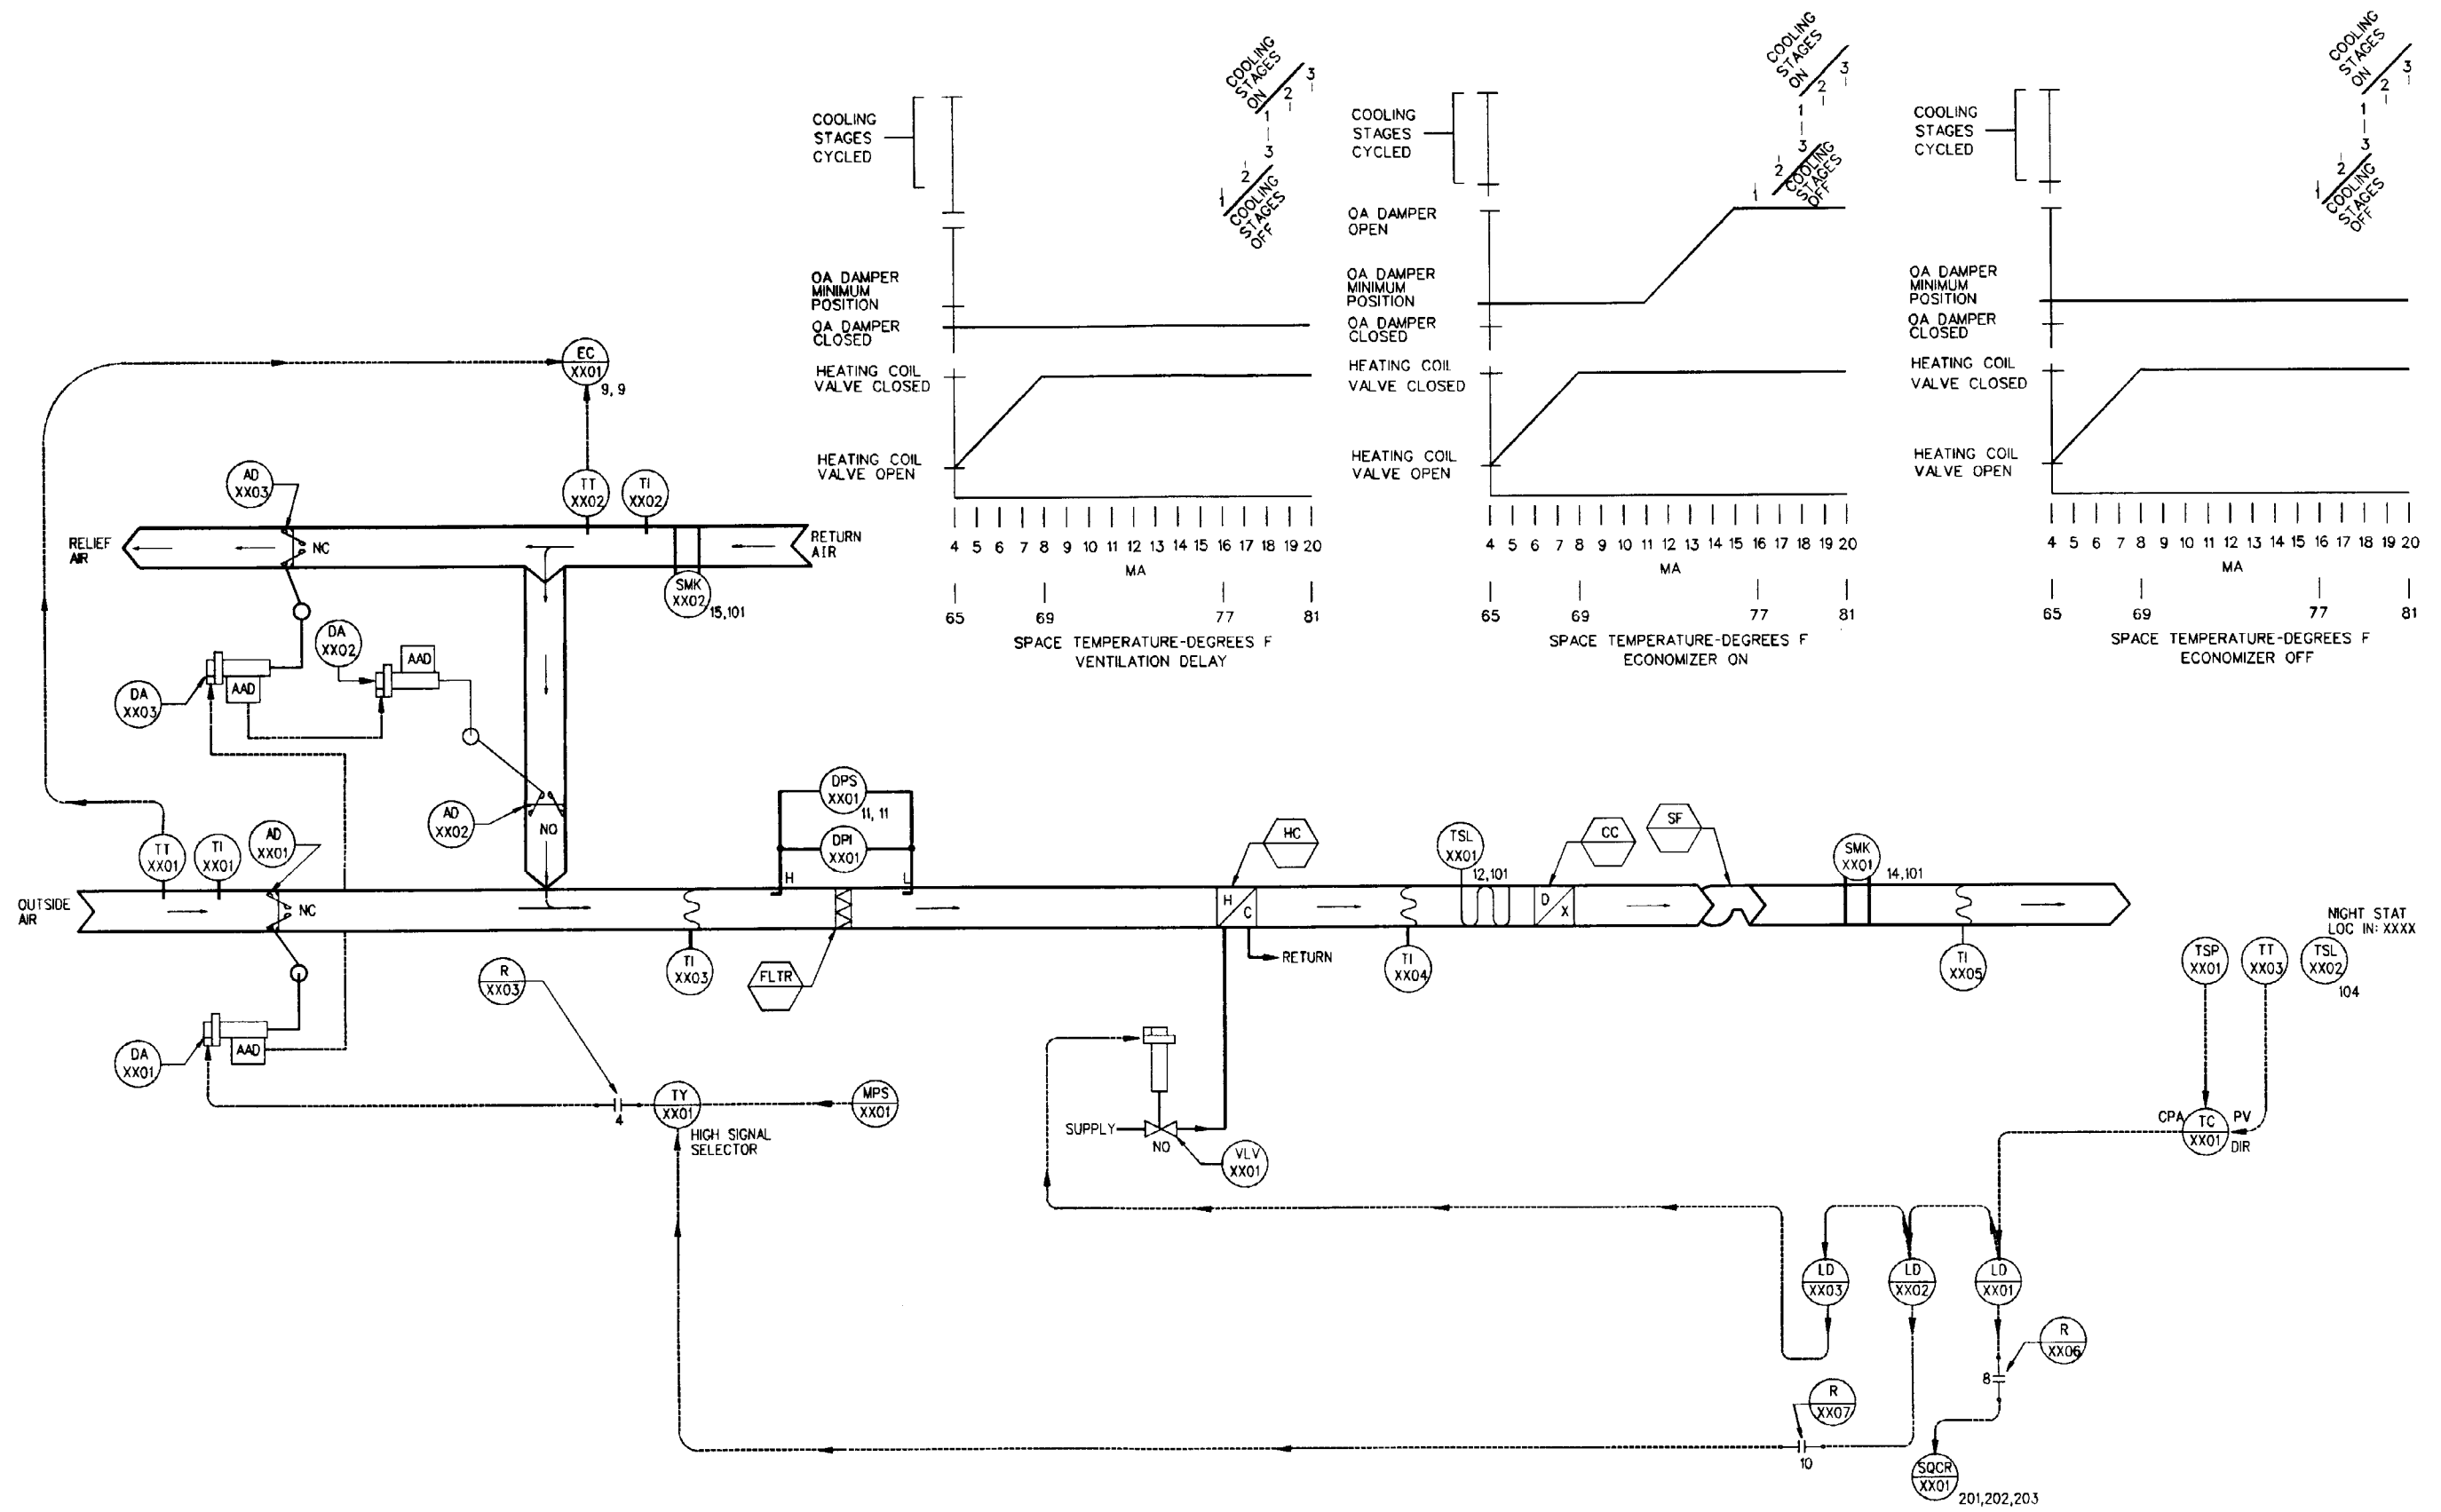 COOLING
STAGES
ON
1
2
3
COOLING
STAGES
CYCLED
3
2
1
COOLING
STAGES
OFF
OA DAMPER
MINIMUM
POSITION
OA DAMPER
CLOSED
HEATING COIL
VALVE CLOSED
HEATING COIL
VALVE OPEN
4 5 6 7 8 9 10 11 12 13 14 15 16 17 18 19 20
MA
65 69 77 81
SPACE TEMPERATURE-DEGREES F
VENTILATION DELAY
COOLING
STAGES
ON
1
2
3
COOLING
STAGES
CYCLED
3
2
1
COOLING
STAGES
OFF
OA DAMPER
OPEN
OA DAMPER
MINIMUM
POSITION
OA DAMPER
CLOSED
HEATING COIL
VALVE CLOSED
HEATING COIL
VALVE OPEN
4 5 6 7 8 9 10 11 12 13 14 15 16 17 18 19 20
MA
65 69 77 81
SPACE TEMPERATURE-DEGREES F
ECONOMIZER ON
COOLING
STAGES
ON
1
2
3
COOLING
STAGES
CYCLED
3
2
1
COOLING
STAGES
OFF
OA DAMPER
MINIMUM
POSITION
OA DAMPER
CLOSED
HEATING COIL
VALVE CLOSED
HEATING COIL
VALVE OPEN
4 5 6 7 8 9 10 11 12 13 14 15 16 17 18 19 20
MA
65 69 77 81
SPACE TEMPERATURE-DEGREES F
ECONOMIZER OFF
EC
XX01
9, 9
AD
XX03
TT
XX02
TI
XX02
RELIEF
AIR
NC
RETURN
AIR
SMK
XX02
15,101
DA
XX02
AAD
DA
XX03
AAD
AD
XX02
NO
DPS
XX01
11, 11
DPI
XX01
H
L
TT
XX01
TI
XX01
AD
XX01
OUTSIDE
AIR
NC
HC
TSL
XX01
12,101
CC
SF
SMK
XX01
14,101
H
C
D
X
RETURN
TI
XX03
FLTR
R
XX03
TI
XX04
TI
XX05
NIGHT STAT
LOC IN: XXXX
TSP
XX01
TT
XX03
TSL
XX02
104
DA
XX01
AAD
4
TY
XX01
HIGH SIGNAL
SELECTOR
MPS
XX01
SUPPLY
NO
VLV
XX01
CPA
TC
XX01
PV
DIR
LD
XX03
LD
XX02
LD
XX01
R
XX06
8
R
XX07
10
SQCR
XX01
201,202,203